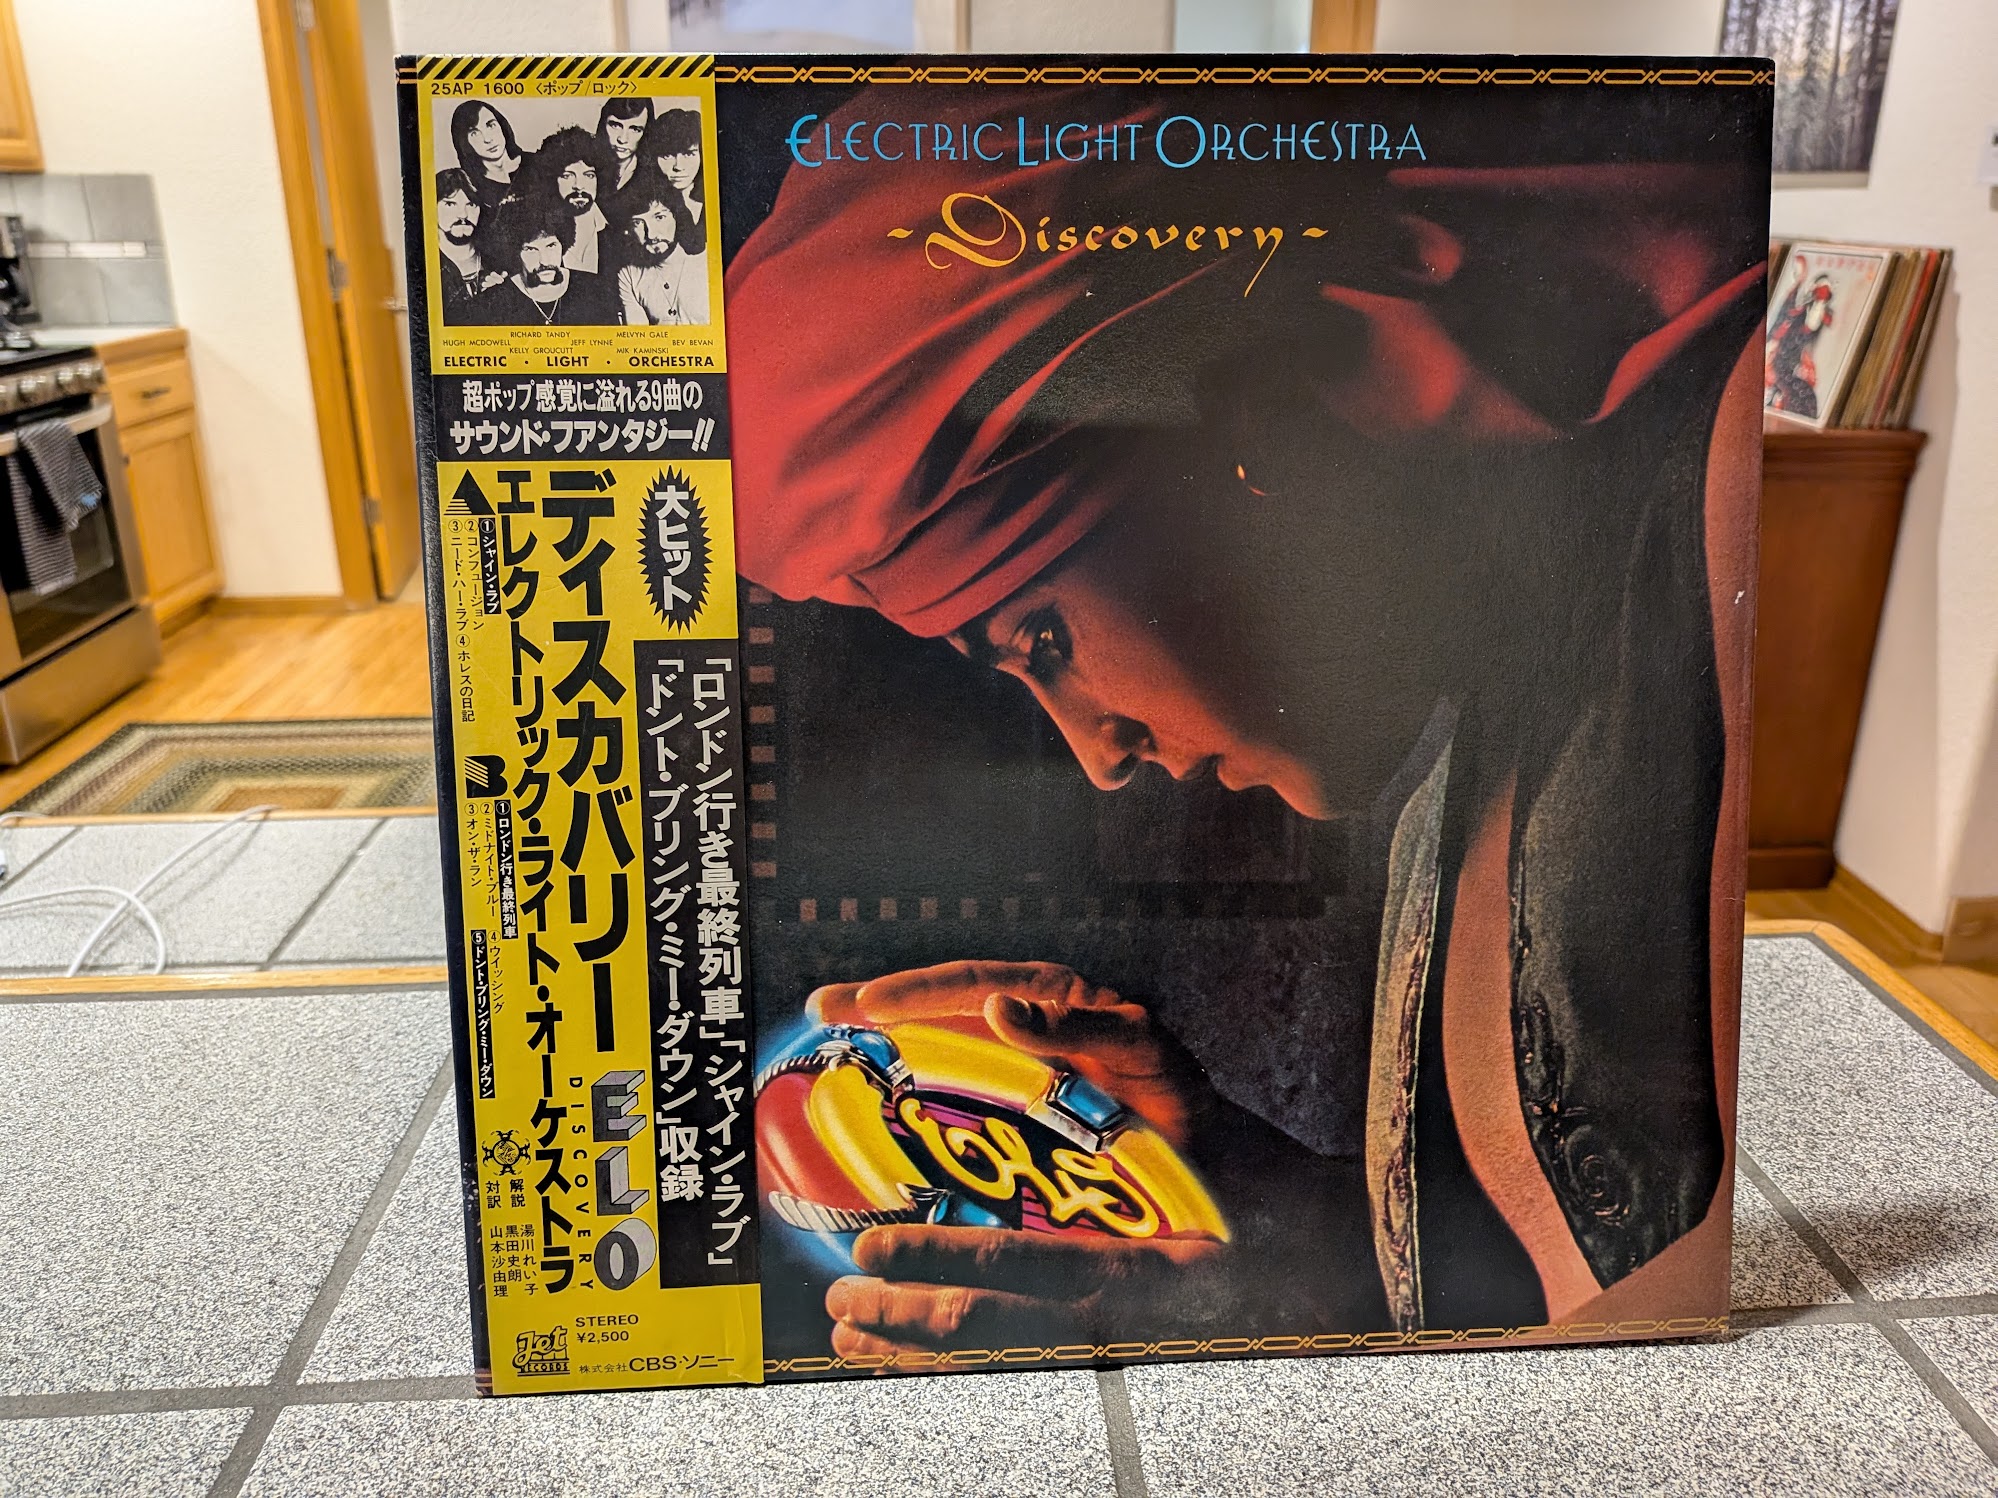 25AP 1600 〈ポップ/ロック〉
RICHARD TANDY MELVYN GALE
HUGH MCDOWELL JEFF LYNNE BEV BEVAN
KELLY GROUCUTT MIK KAMINSKI
ELECTRIC · LIGHT · ORCHESTRA
超ポップ感覚に溢れる9曲の
サウンド・ファンタジー!!
大ヒット
「ロンドン行き最終列車」「シャイン・ラブ」
「ドント・ブリング・ミー・ダウン」収録
ディスカバリー
ELO
DISCOVERY
エレクトリック・ライト・オーケストラ
A
①シャイン・ラブ
②コンフュージョン
③ニード・ハー・ラブ
④ホレスの日記
B
①ロンドン行き最終列車
②ミドナイト・ブルー
③オン・ザ・ラン
④ウイッシング
⑤ドント・ブリング・ミー・ダウン
解説
対訳
湯川れい子
黒田史朗
山本沙由理
Jet
RECORDS
STEREO
¥2,500
株式会社CBS・ソニー
ELECTRIC LIGHT ORCHESTRA
-Discovery-
ELO